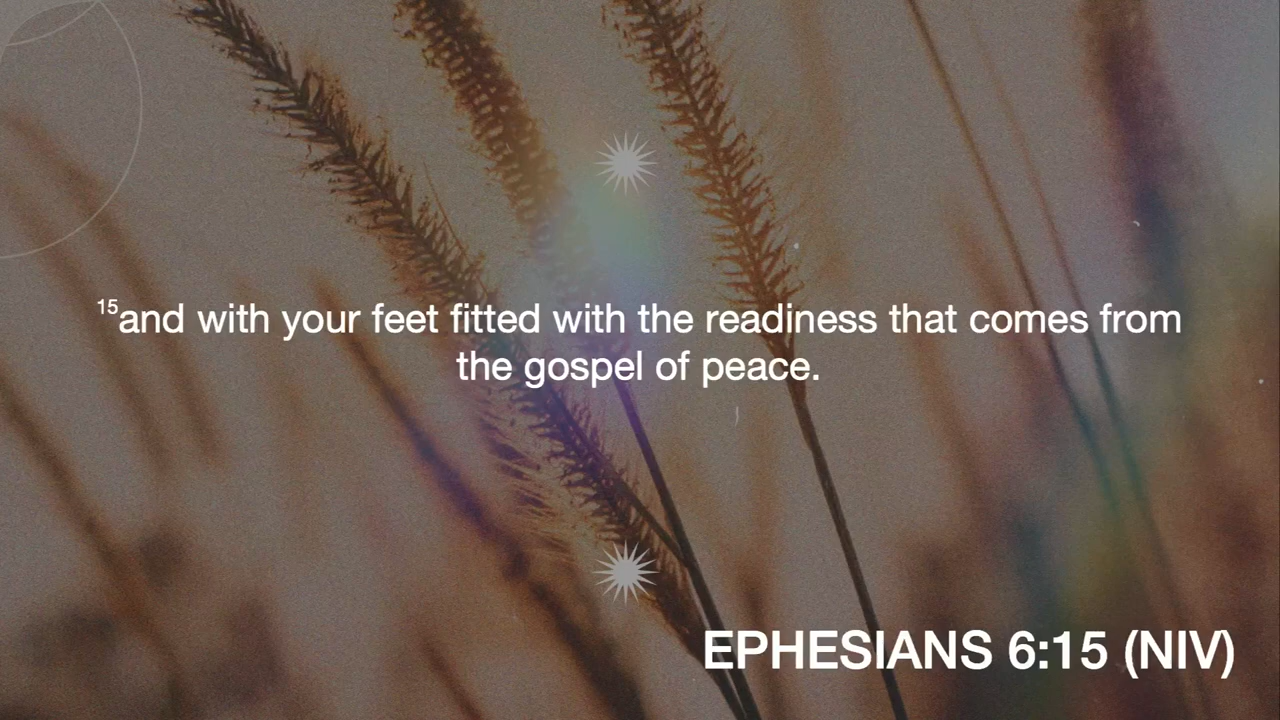 15and with your feet fitted with the readiness that comes from
the gospel of peace.
EPHESIANS 6:15 (NIV)